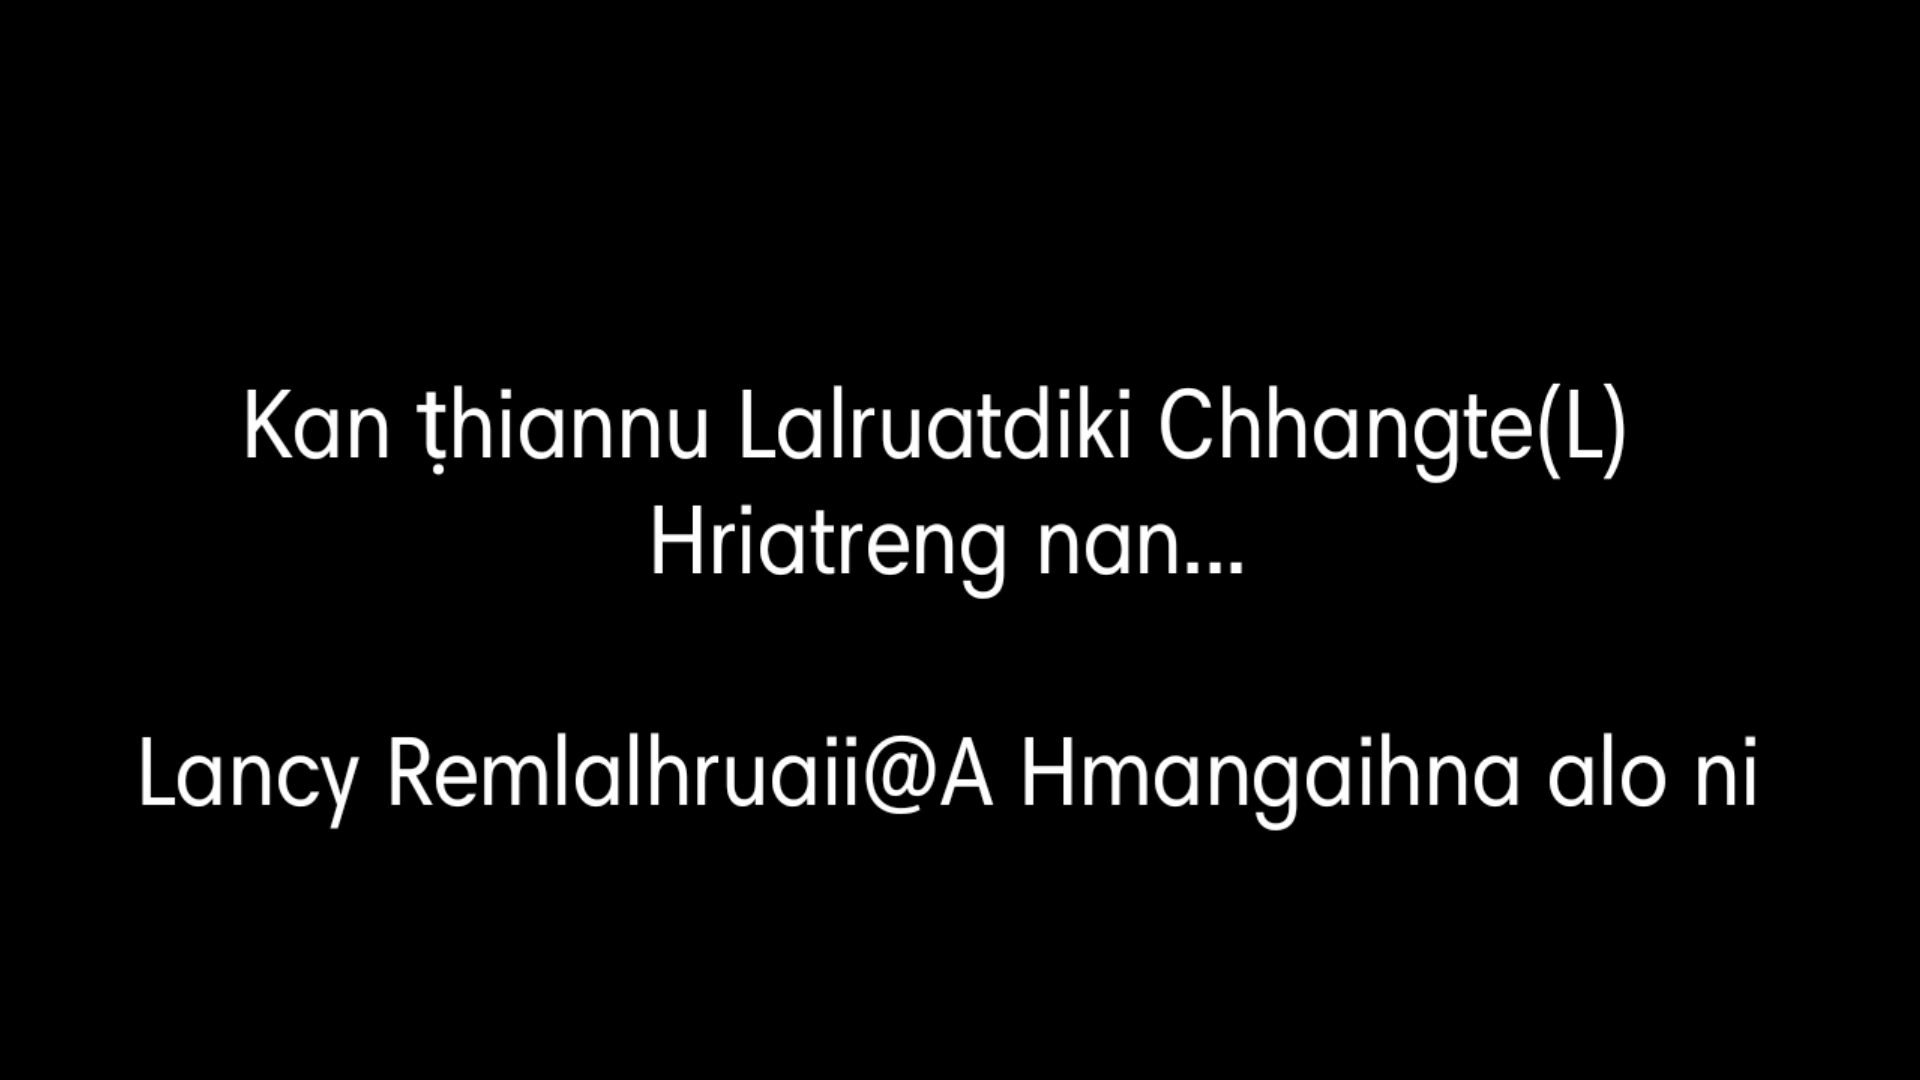 Kan ṭhiannu Lalruatdiki Chhangte(L)
Hriatreng nan...
Lancy Remlalhruaii@A Hmangaihna alo ni